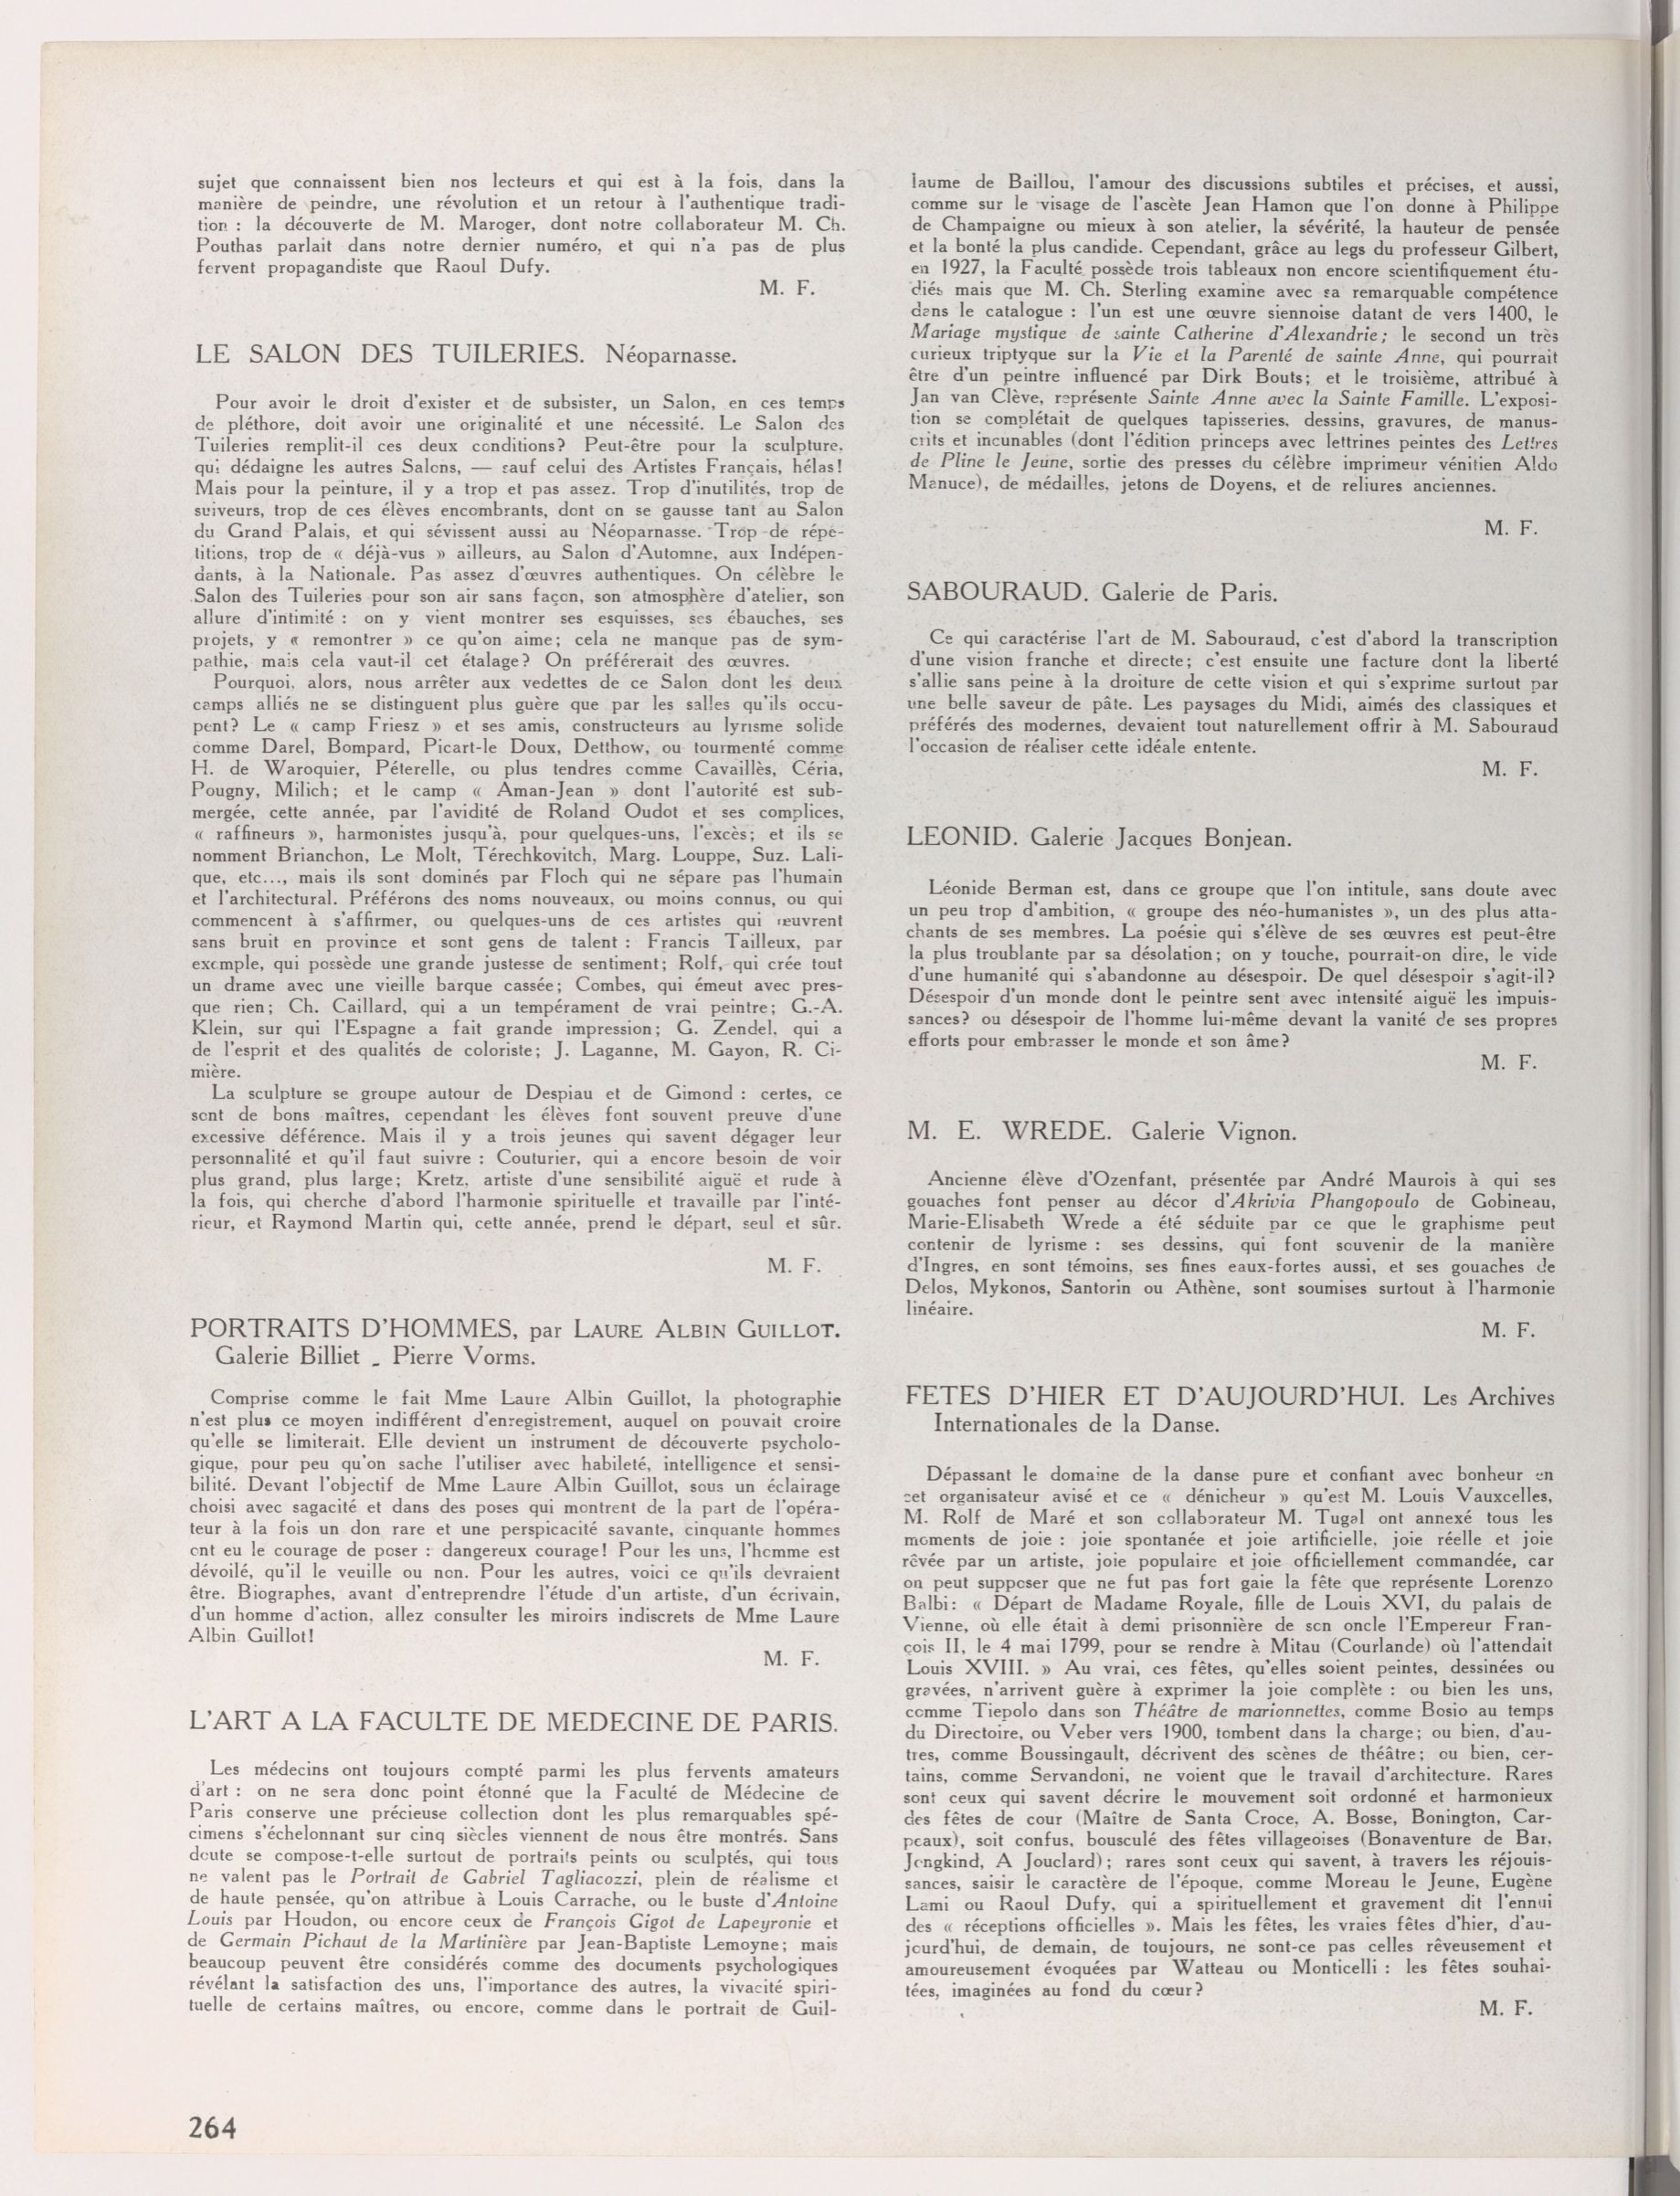 sujet que connaissent bien nos lecteurs et qui est à la fois, dans la
manière de peindre, une révolution et un retour à l'authentique tradi-
tion : la découverte de M. Maroger, dont notre collaborateur M. Ch.
Pouthas parlait dans notre dernier numéro, et qui n'a pas de plus
fervent propagandiste que Raoul Dufy.
M. F.
LE SALON DES TUILERIES. Néoparnasse.
Pour avoir le droit d'exister et de subsister, un Salon, en ces temps
de pléthore, doit avoir une originalité et une nécessité. Le Salon des
Tuileries remplit-il ces deux conditions? Peut-être pour la sculpture,
qui dédaigne les autres Salons, — sauf celui des Artistes Français, hélas!
Mais pour la peinture, il y a trop et pas assez. Trop d'inutilités, trop de
suiveurs, trop de ces élèves encombrants, dont on se gausse tant au Salon
du Grand Palais, et qui sévissent aussi au Néoparnasse. Trop de répé-
titions, trop de « déjà-vus » ailleurs, au Salon d'Automne, aux Indépen-
dants, à la Nationale. Pas assez d'œuvres authentiques. On célèbre le
Salon des Tuileries pour son air sans façon, son atmosphère d'atelier, son
allure d'intimité : on y vient montrer ses esquisses, ses ébauches, ses
projets, y « remontrer » ce qu'on aime; cela ne manque pas de sym-
pathie, mais cela vaut-il cet étalage? On préférerait des œuvres.
Pourquoi, alors, nous arrêter aux vedettes de ce Salon dont les deux
camps alliés ne se distinguent plus guère que par les salles qu'ils occu-
pent? Le « camp Friesz » et ses amis, constructeurs au lyrisme solide
comme Darel, Bompard, Picart-le Doux, Detthow, ou tourmenté comme
H. de Waroquier, Péterelle, ou plus tendres comme Cavaillès, Céria,
Pougny, Milich; et le camp « Aman-Jean » dont l'autorité est sub-
mergée, cette année, par l'avidité de Roland Oudot et ses complices,
« raffineurs », harmonistes jusqu'à, pour quelques-uns, l'excès; et ils se
nomment Brianchon, Le Molt, Térechkovitch, Marg. Louppe, Suz. Lali-
que, etc..., mais ils sont dominés par Floch qui ne sépare pas l'humain
et l'architectural. Préférons des noms nouveaux, ou moins connus, ou qui
commencent à s'affirmer, ou quelques-uns de ces artistes qui œuvrent
sans bruit en province et sont gens de talent : Francis Tailleux, par
exemple, qui possède une grande justesse de sentiment; Rolf, qui crée tout
un drame avec une vieille barque cassée; Combes, qui émeut avec pres-
que rien; Ch. Caillard, qui a un tempérament de vrai peintre; G.-A.
Klein, sur qui l'Espagne a fait grande impression; G. Zendel, qui a
de l'esprit et des qualités de coloriste; J. Laganne, M. Gayon, R. Ci-
mière.
La sculpture se groupe autour de Despiau et de Gimond : certes, ce
sont de bons maîtres, cependant les élèves font souvent preuve d'une
excessive déférence. Mais il y a trois jeunes qui savent dégager leur
personnalité et qu'il faut suivre : Couturier, qui a encore besoin de voir
plus grand, plus large; Kretz, artiste d'une sensibilité aiguë et rude à
la fois, qui cherche d'abord l'harmonie spirituelle et travaille par l'inté-
rieur, et Raymond Martin qui, cette année, prend le départ, seul et sûr.
M. F.
PORTRAITS D'HOMMES, par LAURE ALBIN GUILLOT.
Galerie Billiet - Pierre Vorms.
Comprise comme le fait Mme Laure Albin Guillot, la photographie
n'est plus ce moyen indifférent d'enregistrement, auquel on pouvait croire
qu'elle se limiterait. Elle devient un instrument de découverte psycholo-
gique, pour peu qu'on sache l'utiliser avec habileté, intelligence et sensi-
bilité. Devant l'objectif de Mme Laure Albin Guillot, sous un éclairage
choisi avec sagacité et dans des poses qui montrent de la part de l'opéra-
teur à la fois un don rare et une perspicacité savante, cinquante hommes
ont eu le courage de poser : dangereux courage! Pour les uns, l'homme est
dévoilé, qu'il le veuille ou non. Pour les autres, voici ce qu'ils devraient
être. Biographes, avant d'entreprendre l'étude d'un artiste, d'un écrivain,
d'un homme d'action, allez consulter les miroirs indiscrets de Mme Laure
Albin Guillot!
M. F.
L'ART A LA FACULTE DE MEDECINE DE PARIS.
Les médecins ont toujours compté parmi les plus fervents amateurs
d'art : on ne sera donc point étonné que la Faculté de Médecine de
Paris conserve une précieuse collection dont les plus remarquables spé-
cimens s'échelonnant sur cinq siècles viennent de nous être montrés. Sans
doute se compose-t-elle surtout de portraits peints ou sculptés, qui tous
ne valent pas le Portrait de Gabriel Tagliacozzi, plein de réalisme et
de haute pensée, qu'on attribue à Louis Carrache, ou le buste d'Antoine
Louis par Houdon, ou encore ceux de François Gigot de Lapeyronie et
de Germain Pichaut de la Martinière par Jean-Baptiste Lemoyne; mais
beaucoup peuvent être considérés comme des documents psychologiques
révélant la satisfaction des uns, l'importance des autres, la vivacité spiri-
tuelle de certains maîtres, ou encore, comme dans le portrait de Guil-
laume de Baillou, l'amour des discussions subtiles et précises, et aussi,
comme sur le visage de l'ascète Jean Hamon que l'on donne à Philippe
de Champaigne ou mieux à son atelier, la sévérité, la hauteur de pensée
et la bonté la plus candide. Cependant, grâce au legs du professeur Gilbert,
en 1927, la Faculté possède trois tableaux non encore scientifiquement étu-
diés mais que M. Ch. Sterling examine avec sa remarquable compétence
dans le catalogue : l'un est une œuvre siennoise datant de vers 1400, le
Mariage mystique de sainte Catherine d'Alexandrie; le second un très
curieux triptyque sur la Vie et la Parenté de sainte Anne, qui pourrait
être d'un peintre influencé par Dirk Bouts; et le troisième, attribué à
Jan van Clève, représente Sainte Anne avec la Sainte Famille. L'exposi-
tion se complétait de quelques tapisseries, dessins, gravures, de manus-
crits et incunables (dont l'édition princeps avec lettrines peintes des Lettres
de Pline le Jeune, sortie des presses du célèbre imprimeur vénitien Aldo
Manuce), de médailles, jetons de Doyens, et de reliures anciennes.
M. F.
SABOURAUD. Galerie de Paris.
Ce qui caractérise l'art de M. Sabouraud, c'est d'abord la transcription
d'une vision franche et directe; c'est ensuite une facture dont la liberté
s'allie sans peine à la droiture de cette vision et qui s'exprime surtout par
une belle saveur de pâte. Les paysages du Midi, aimés des classiques et
préférés des modernes, devaient tout naturellement offrir à M. Sabouraud
l'occasion de réaliser cette idéale entente.
M. F.
LEONID. Galerie Jacques Bonjean.
Léonide Berman est, dans ce groupe que l'on intitule, sans doute avec
un peu trop d'ambition, « groupe des néo-humanistes », un des plus atta-
chants de ses membres. La poésie qui s'élève de ses œuvres est peut-être
la plus troublante par sa désolation; on y touche, pourrait-on dire, le vide
d'une humanité qui s'abandonne au désespoir. De quel désespoir s'agit-il?
Désespoir d'un monde dont le peintre sent avec intensité aiguë les impuis-
sances? ou désespoir de l'homme lui-même devant la vanité de ses propres
efforts pour embrasser le monde et son âme?
M. F.
M. E. WREDE. Galerie Vignon.
Ancienne élève d'Ozenfant, présentée par André Maurois à qui ses
gouaches font penser au décor d'Akrivia Phangopoulo de Gobineau,
Marie-Elisabeth Wrede a été séduite par ce que le graphisme peut
contenir de lyrisme : ses dessins, qui font souvenir de la manière
d'Ingres, en sont témoins, ses fines eaux-fortes aussi, et ses gouaches de
Delos, Mykonos, Santorin ou Athène, sont soumises surtout à l'harmonie
linéaire.
M. F.
FETES D'HIER ET D'AUJOURD'HUI. Les Archives
Internationales de la Danse.
Dépassant le domaine de la danse pure et confiant avec bonheur en
cet organisateur avisé et ce « dénicheur » qu'est M. Louis Vauxcelles,
M. Rolf de Maré et son collaborateur M. Tugal ont annexé tous les
moments de joie : joie spontanée et joie artificielle, joie réelle et joie
rêvée par un artiste, joie populaire et joie officiellement commandée, car
on peut supposer que ne fut pas fort gaie la fête que représente Lorenzo
Balbi: « Départ de Madame Royale, fille de Louis XVI, du palais de
Vienne, où elle était à demi prisonnière de son oncle l'Empereur Fran-
çois II, le 4 mai 1799, pour se rendre à Mitau (Courlande) où l'attendait
Louis XVIII. » Au vrai, ces fêtes, qu'elles soient peintes, dessinées ou
gravées, n'arrivent guère à exprimer la joie complète : ou bien les uns,
comme Tiepolo dans son Théâtre de marionnettes, comme Bosio au temps
du Directoire, ou Veber vers 1900, tombent dans la charge; ou bien, d'au-
tres, comme Boussingault, décrivent des scènes de théâtre; ou bien, cer-
tains, comme Servandoni, ne voient que le travail d'architecture. Rares
sont ceux qui savent décrire le mouvement soit ordonné et harmonieux
des fêtes de cour (Maître de Santa Croce, A. Bosse, Bonington, Car-
peaux), soit confus, bousculé des fêtes villageoises (Bonaventure de Bar,
Jongkind, A Jouclard); rares sont ceux qui savent, à travers les réjouis-
sances, saisir le caractère de l'époque, comme Moreau le Jeune, Eugène
Lami ou Raoul Dufy, qui a spirituellement et gravement dit l'ennui
des « réceptions officielles ». Mais les fêtes, les vraies fêtes d'hier, d'au-
jourd'hui, de demain, de toujours, ne sont-ce pas celles rêveusement et
amoureusement évoquées par Watteau ou Monticelli : les fêtes souhai-
tées, imaginées au fond du cœur?
M. F.
264